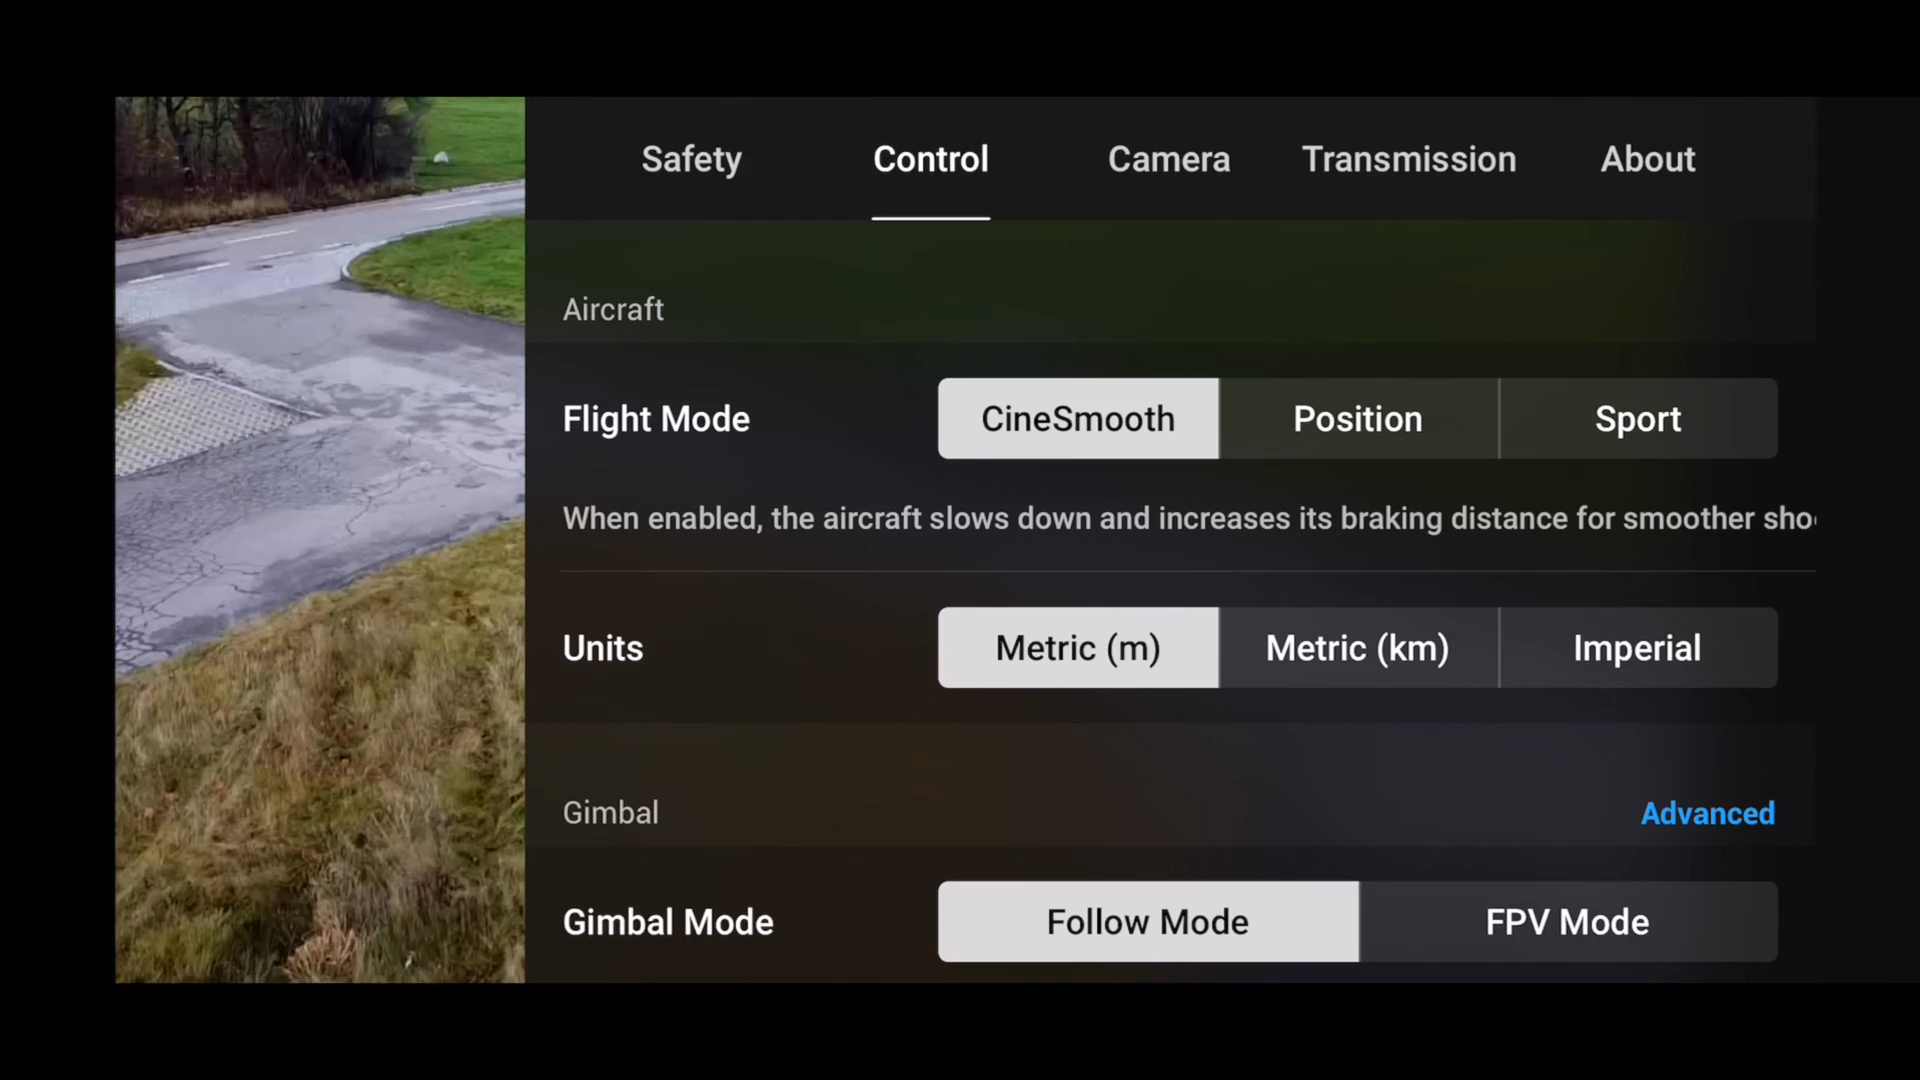 Safety Control Camera Transmission About
Aircraft
Flight Mode CineSmooth Position Sport
When enabled, the aircraft slows down and increases its braking distance for smoother
Units Metric (m) Metric (km) Imperial
Gimbal Advanced
Gimbal Mode Follow Mode FPV Mode